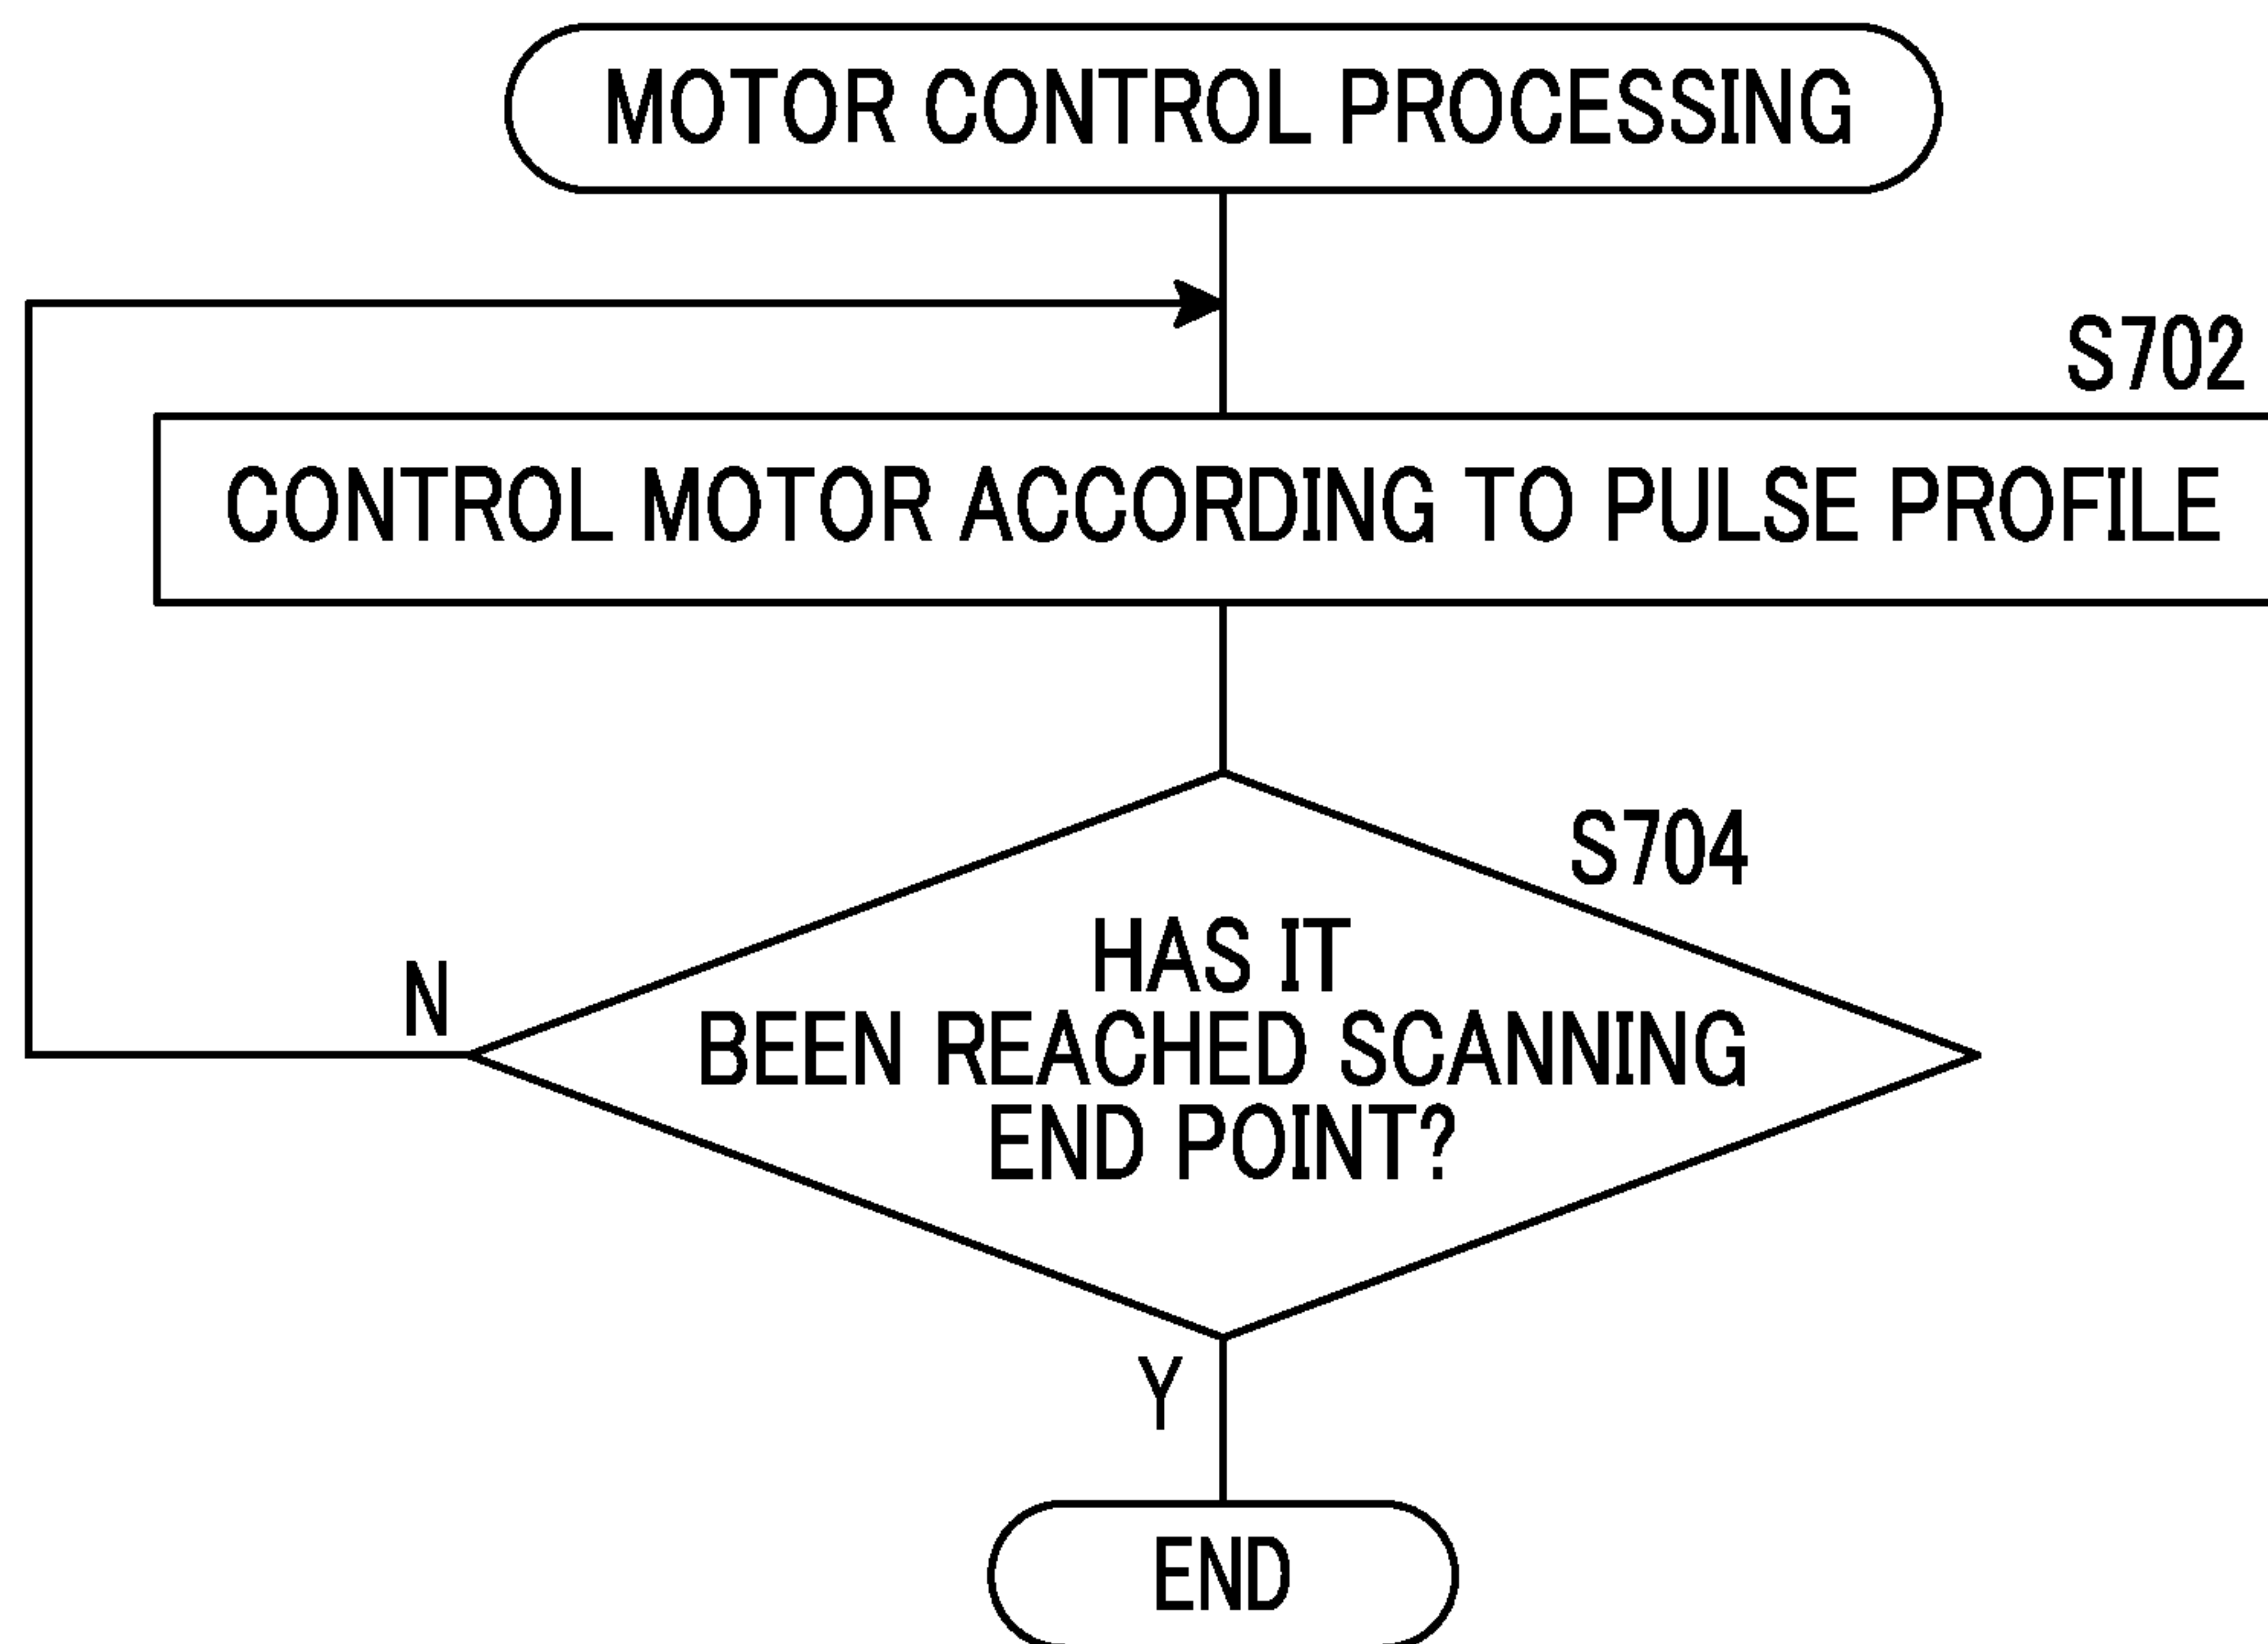 MOTOR CONTROL PROCESSING
S702
CONTROL MOTOR ACCORDING TO PULSE PROFILE
S704
HAS IT
BEEN REACHED SCANNING
END POINT?
N
Y
END